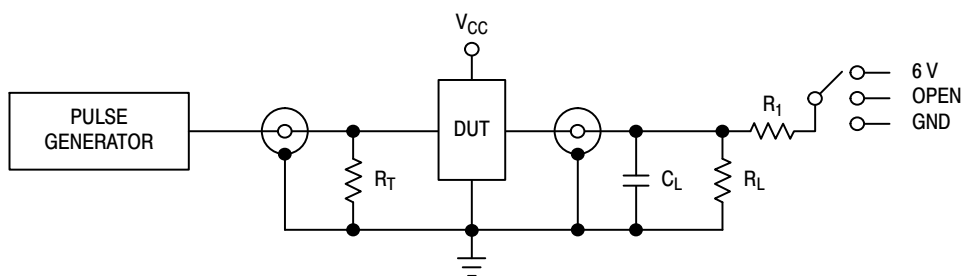 VCC
PULSE
GENERATOR
DUT
RT
CL
RL
R1
6 V
OPEN
GND